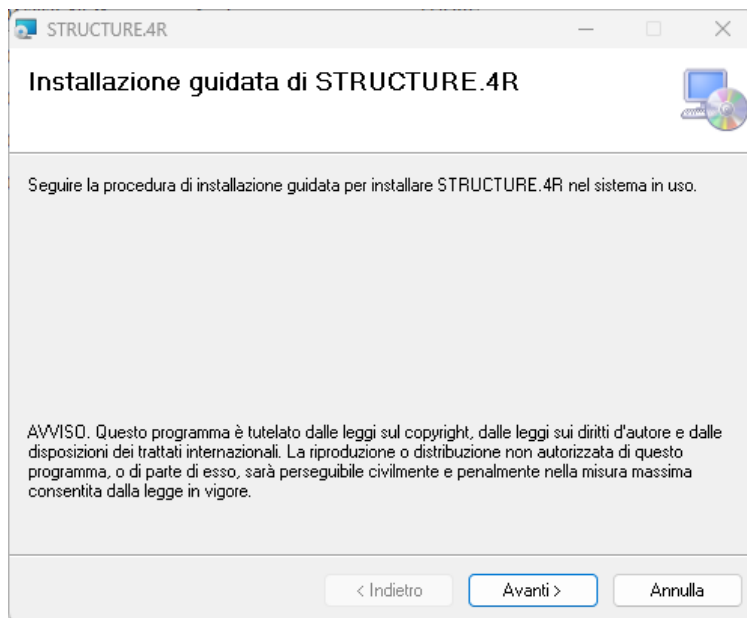 STRUCTURE.4R
Installazione guidata di STRUCTURE.4R
Seguire la procedura di installazione guidata per installare STRUCTURE.4R nel sistema in uso.
AVVISO. Questo programma è tutelato dalle leggi sul copyright, dalle leggi sui diritti d'autore e dalle
disposizioni dei trattati internazionali. La riproduzione o distribuzione non autorizzata di questo
programma, o di parte di esso, sarà perseguibile civilmente e penalmente nella misura massima
consentita dalla legge in vigore.
< Indietro
Avanti >
Annulla